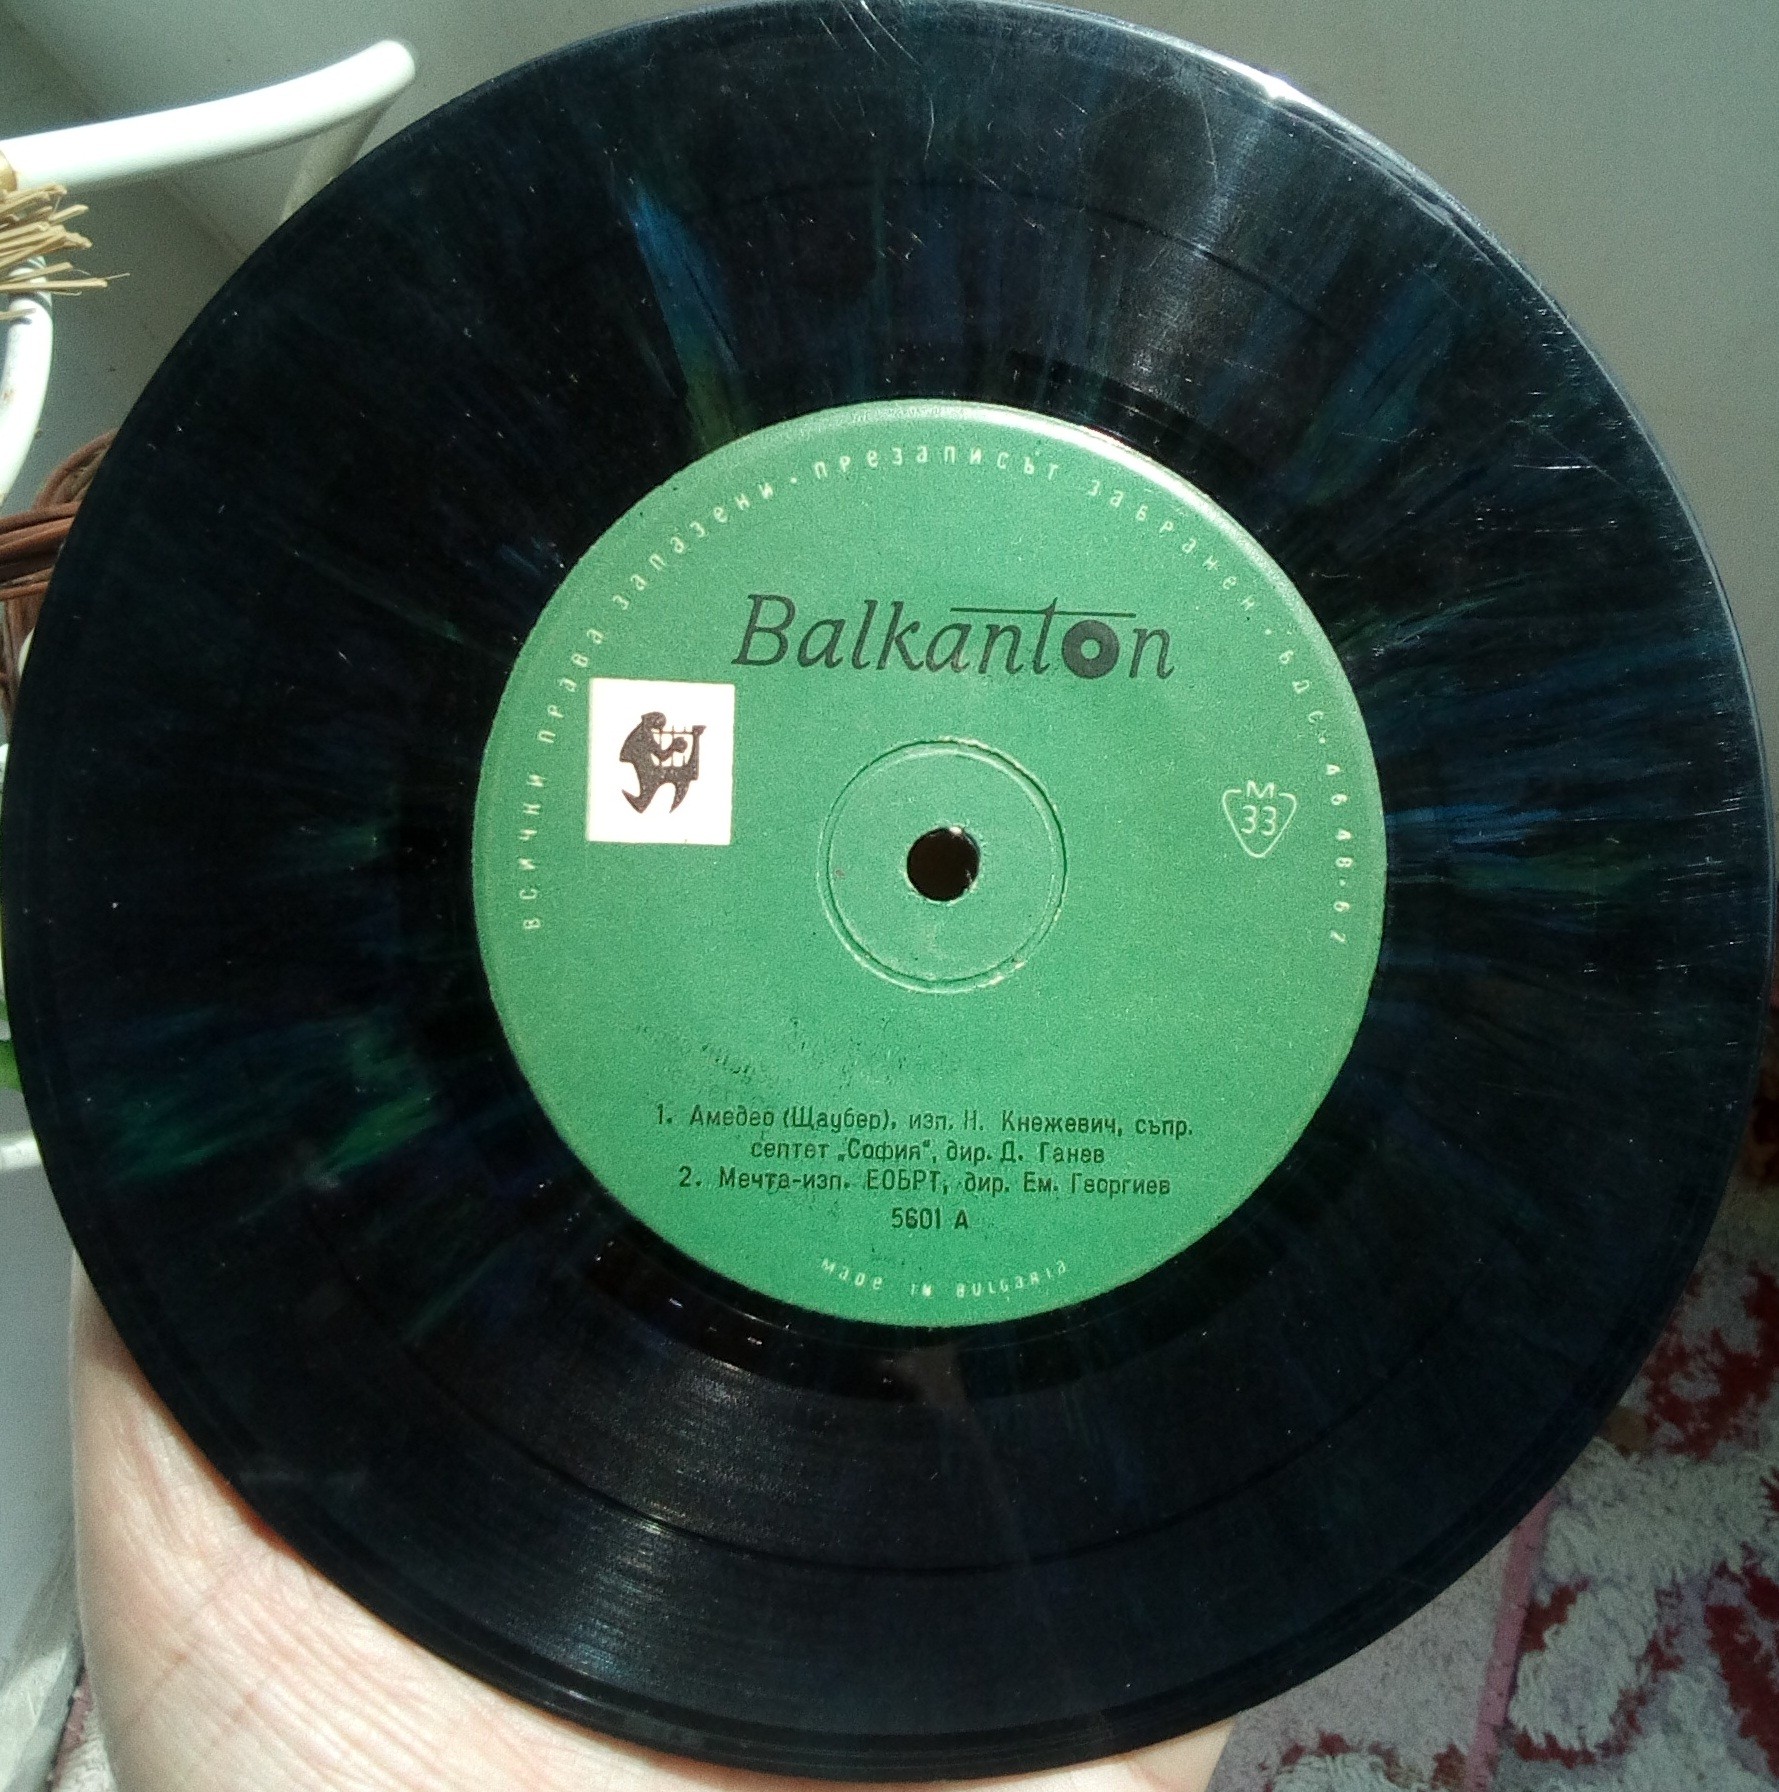 всички права запазени · презаписът забранен · бдс. 4648-62
Balkanton
M
33
1. Амедео (Щаубер), изп. Н. Кнежевич, съпр.
септет „София“, дир. Д. Ганев
2. Мечта-изп. ЕОБРТ, дир. Ем. Георгиев
5601 А
made in bulgaria